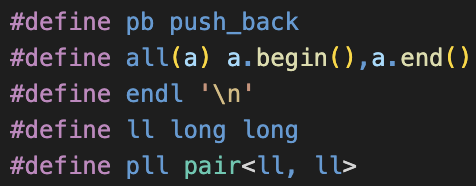 #define pb push_back
#define all(a) a.begin(),a.end()
#define endl '\n'
#define ll long long
#define pll pair<ll, ll>